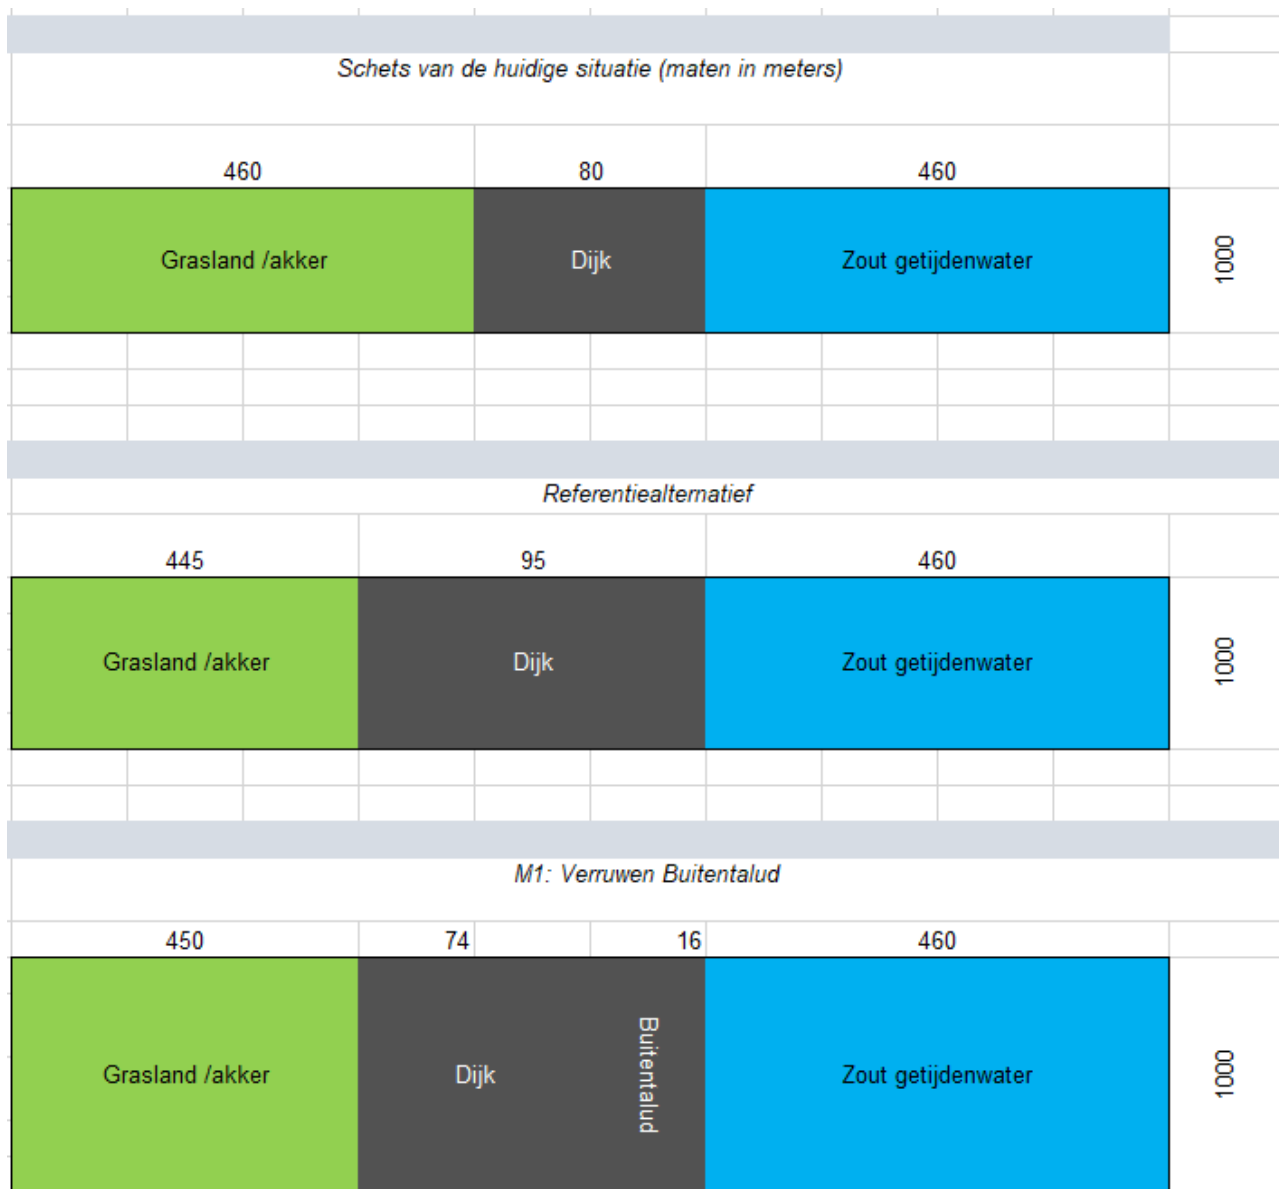 Schets van de huidige situatie (maten in meters)
460 80 460
Grasland /akker Dijk Zout getijdenwater 1000
Referentiealternatief
445 95 460
Grasland /akker Dijk Zout getijdenwater 1000
M1: Verruwen Buitentalud
450 74 16 460
Grasland /akker Dijk Buitentalud Zout getijdenwater 1000